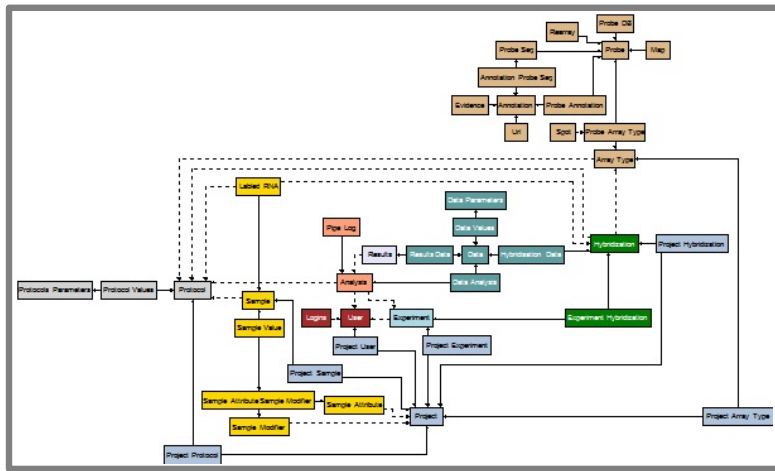 Probe DB
Rearray
Probe Seq
Probe
Map
Annotation Probe Seq
Evidence
Annotation
Probe Annotation
Url
Spot
Probe Array Type
Array Type
Labled RNA
Data Parameters
Pipe Log
Data Values
Hybridization
Project Hybridization
Results
Results Data
Data
Hybridisation Data
Protocols Parameters
Protocol Values
Protocol
Analysis
Data Analysis
Sample
Logins
User
Experiment
Experiment Hybridization
Sample Value
Project User
Project Experiment
Project Sample
Sample Attribute Sample Modifier
Sample Attribute
Project
Project Array Type
Sample Modifier
Project Protocol